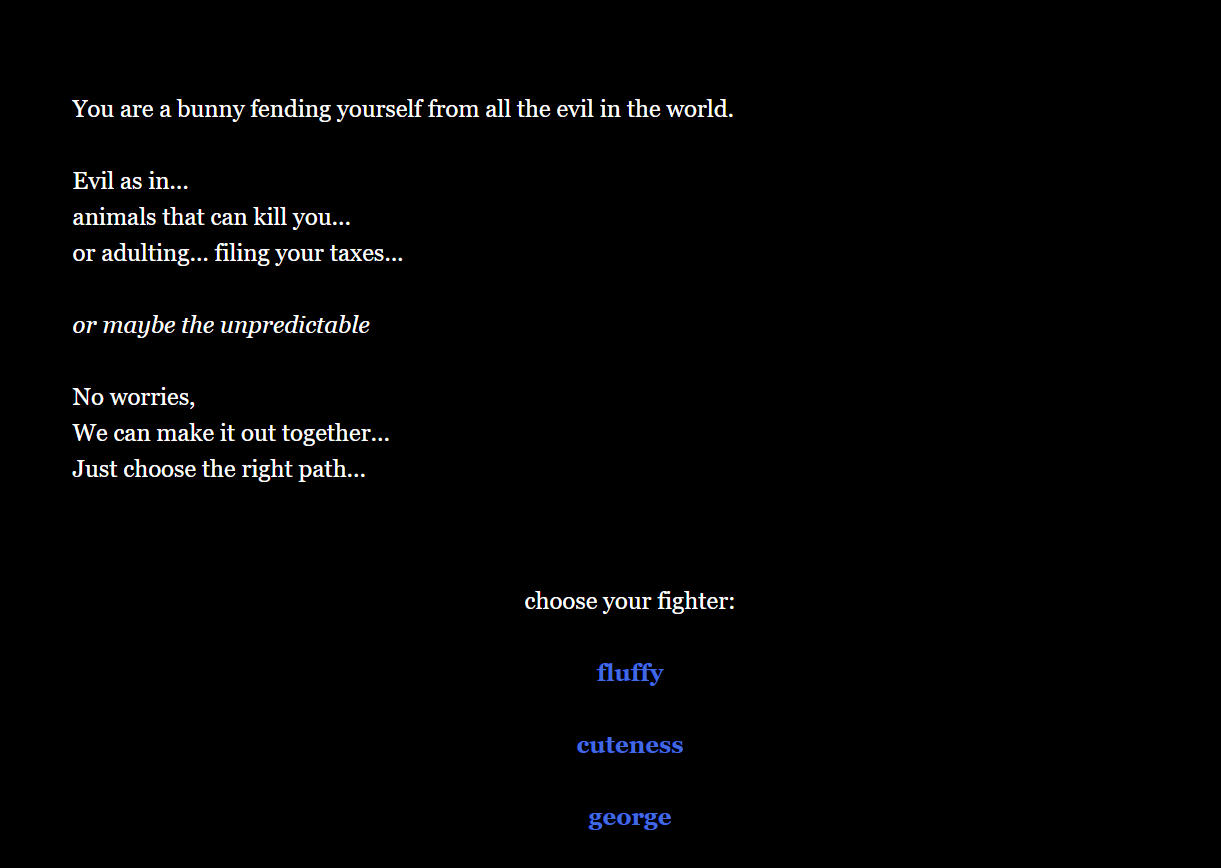 You are a bunny fending yourself from all the evil in the world.
Evil as in...
animals that can kill you...
or adulting... filing your taxes...
or maybe the unpredictable
No worries,
We can make it out together...
Just choose the right path...
choose your fighter:
fluffy
cuteness
george